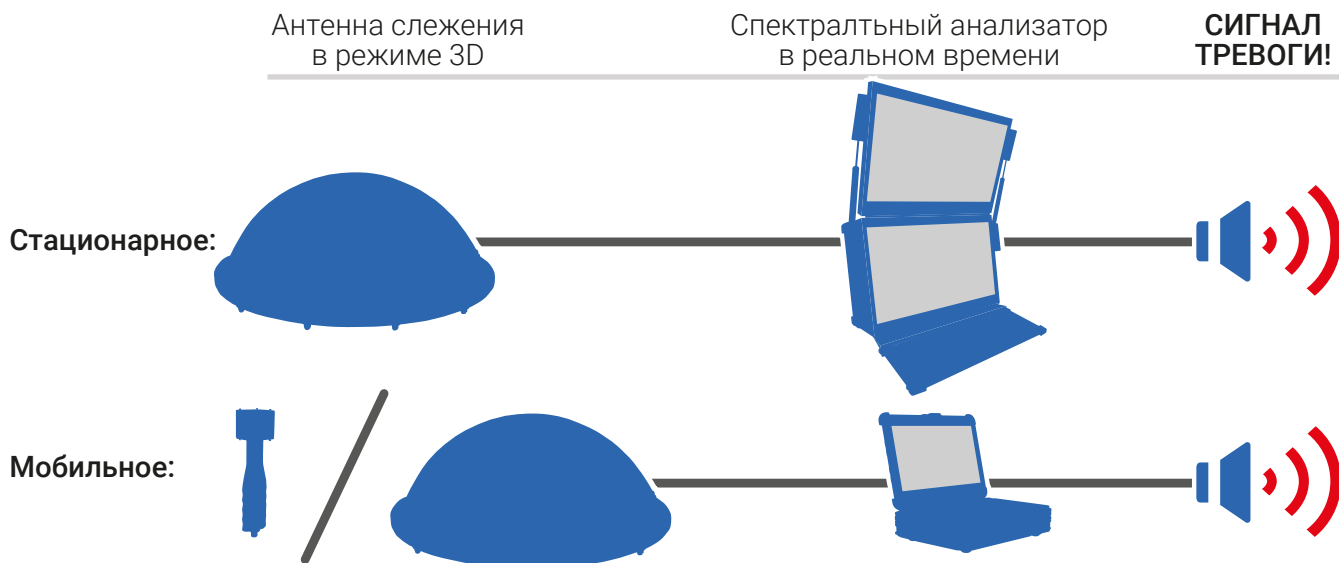 Антенна слежения
в режиме 3D
Спектралтьный анализатор
в реальном времени
СИГНАЛ
ТРЕВОГИ!
Стационарное:
Мобильное: